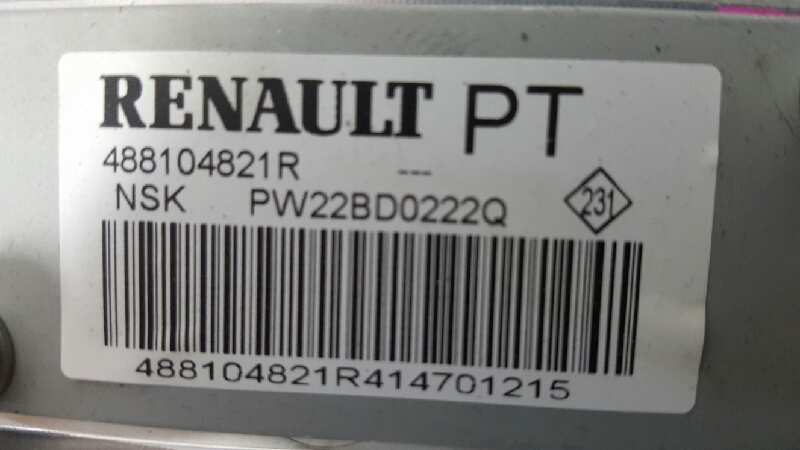 RENAULT PT
488104821R ---
NSK PW22BD0222Q 231
488104821R414701215